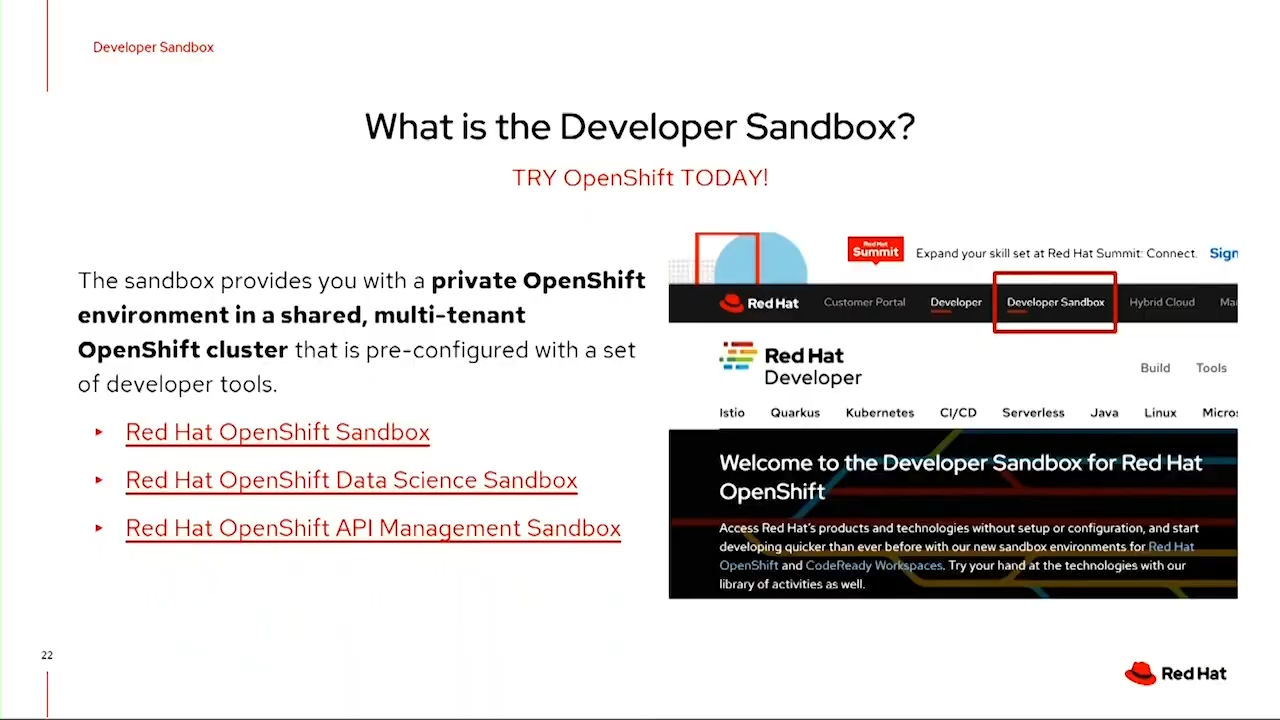 Developer Sandbox
What is the Developer Sandbox?
TRY OpenShift TODAY!
The sandbox provides you with a private OpenShift
environment in a shared, multi-tenant
OpenShift cluster that is pre-configured with a set
of developer tools.
‣ Red Hat OpenShift Sandbox
‣ Red Hat OpenShift Data Science Sandbox
‣ Red Hat OpenShift API Management Sandbox
Red Hat
Summit
Expand your skill set at Red Hat Summit: Connect. Sign
Red Hat Customer Portal Developer Developer Sandbox Hybrid Cloud Ma
Red Hat
Developer
Build Tools
Istio Quarkus Kubernetes CI/CD Serverless Java Linux Micros
Welcome to the Developer Sandbox for Red Hat
OpenShift
Access Red Hat's products and technologies without setup or configuration, and start
developing quicker than ever before with our new sandbox environments for Red Hat
OpenShift and CodeReady Workspaces. Try your hand at the technologies with our
library of activities as well.
22
Red Hat